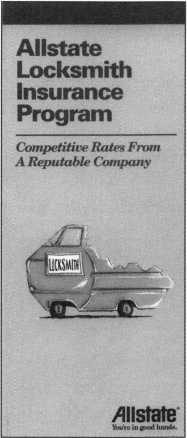 Allstate
Locksmith
Insurance
Program
Competitive Rates From
A Reputable Company
LOCKSMITH
Allstate®
You're in good hands.